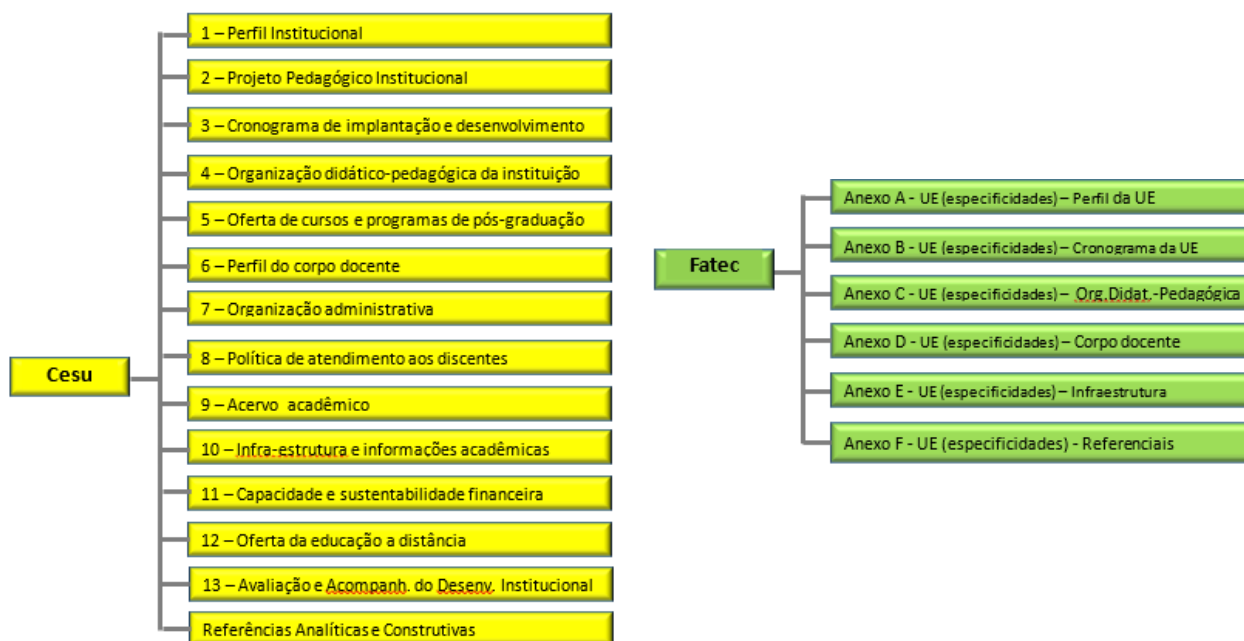 1 – Perfil Institucional
2 – Projeto Pedagógico Institucional
3 – Cronograma de implantação e desenvolvimento
4 – Organização didático-pedagógica da instituição
5 – Oferta de cursos e programas de pós-graduação
6 – Perfil do corpo docente
7 – Organização administrativa
8 – Política de atendimento aos discentes
Cesu
9 – Acervo acadêmico
10 – Infra-estrutura e informações acadêmicas
11 – Capacidade e sustentabilidade financeira
12 – Oferta da educação a distância
13 – Avaliação e Acompanh. do Desenv. Institucional
Referências Analíticas e Construtivas
Fatec
Anexo A - UE (especificidades) – Perfil da UE
Anexo B - UE (especificidades) – Cronograma da UE
Anexo C - UE (especificidades) – Org.Didat.-Pedagógica
Anexo D - UE (especificidades) – Corpo docente
Anexo E - UE (especificidades) – Infraestrutura
Anexo F - UE (especificidades) - Referenciais